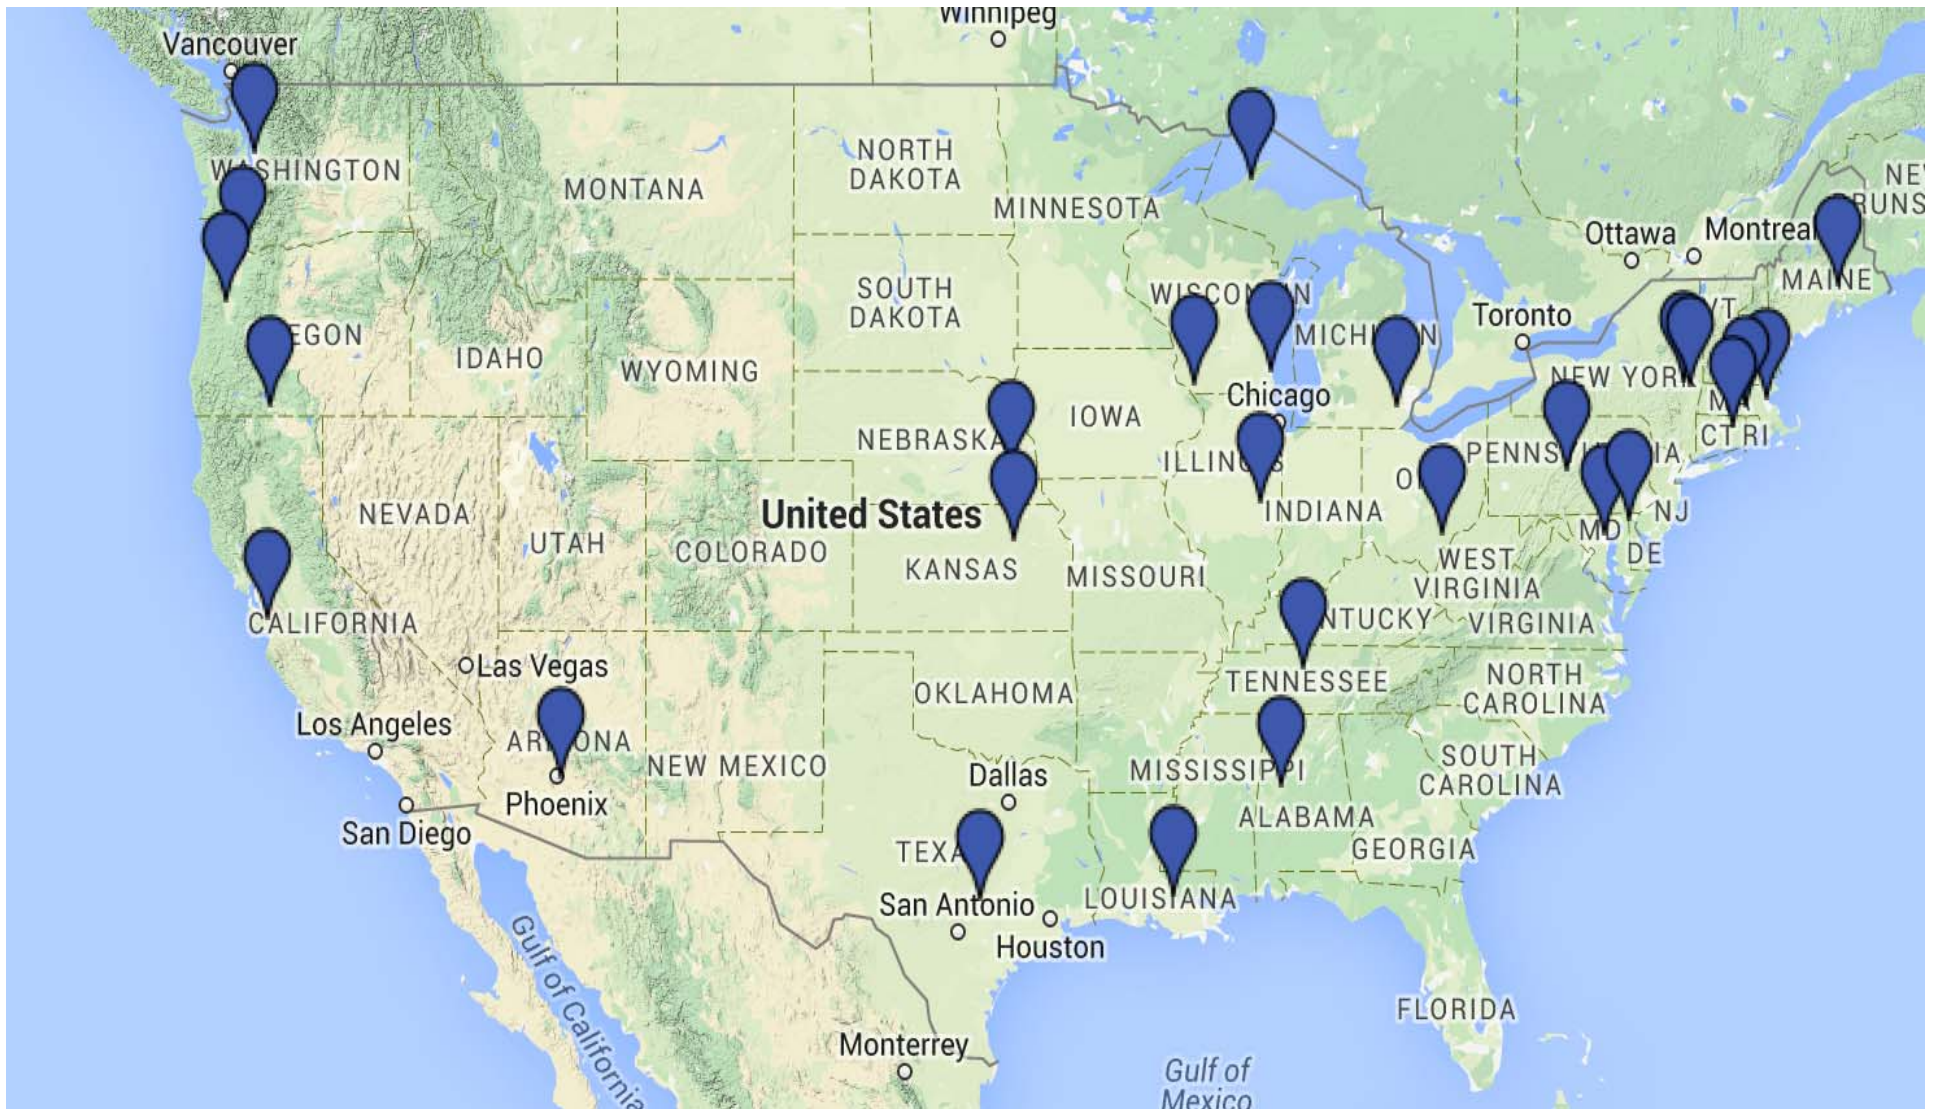 Winnipeg
Vancouver
WASHINGTON
MONTANA
NORTH
DAKOTA
MINNESOTA
Ottawa
Montreal
MAINE
SOUTH
DAKOTA
WISCONSIN
MICHIGAN
Toronto
VT
EGON
IDAHO
WYOMING
NEW YORK
MA
CT RI
Chicago
IOWA
NEBRASKA
ILLINOIS
INDIANA
PENNS
IA
NJ
MD
DE
NEVADA
UTAH
COLORADO
United States
KANSAS
MISSOURI
WEST
VIRGINIA
VIRGINIA
NTUCKY
CALIFORNIA
Las Vegas
TENNESSEE
NORTH
CAROLINA
OKLAHOMA
Los Angeles
ARIZONA
NEW MEXICO
Dallas
MISSISSIPPI
SOUTH
CAROLINA
Phoenix
San Diego
ALABAMA
GEORGIA
TEXAS
San Antonio
LOUISIANA
Houston
FLORIDA
Gulf of California
Monterrey
Gulf of
Mexico